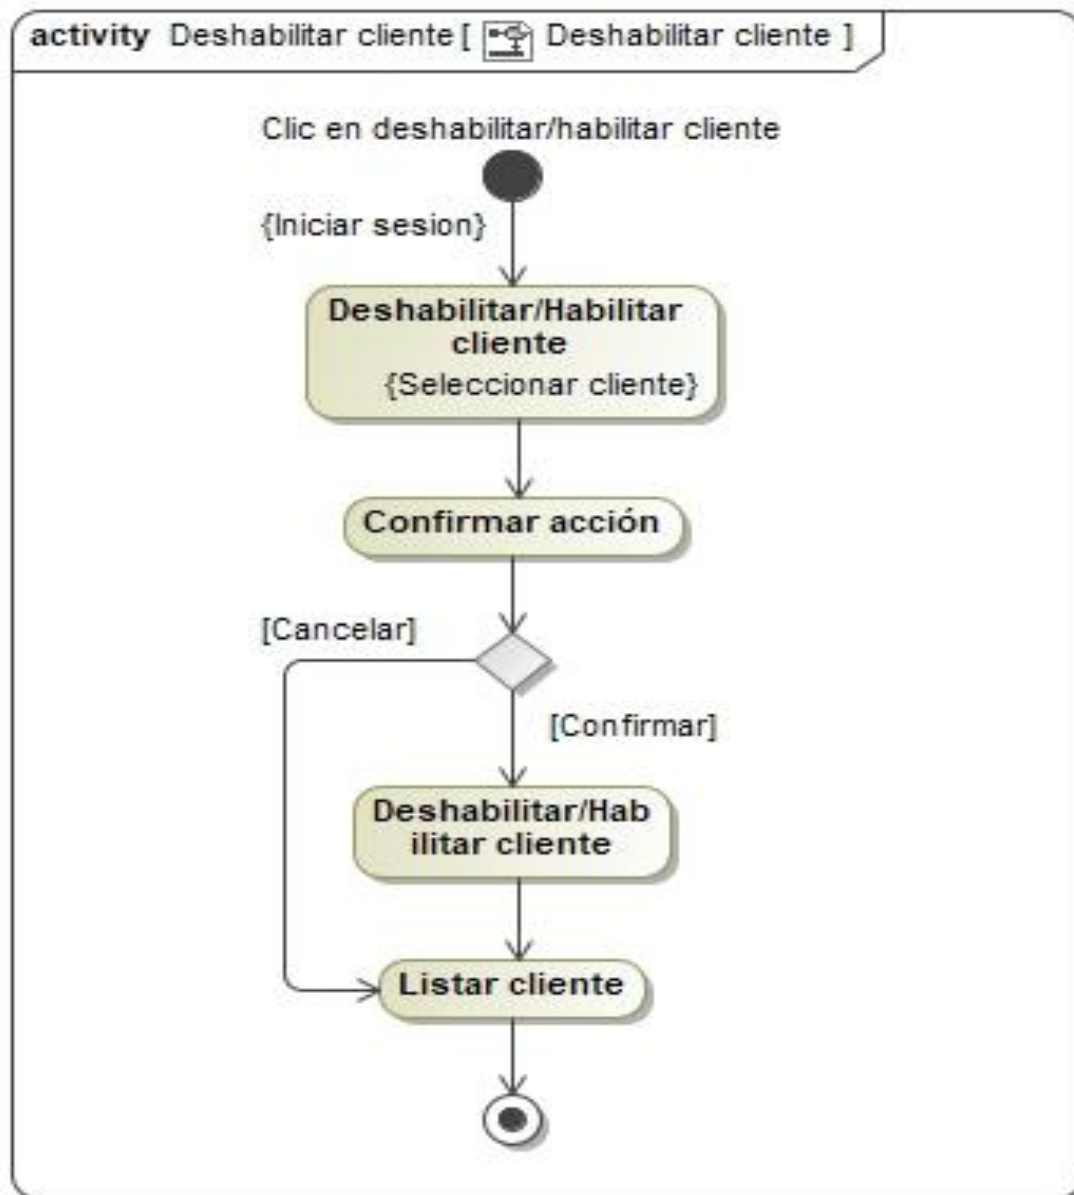 activity Deshabilitar cliente [ Deshabilitar cliente ]
Clic en deshabilitar/habilitar cliente
{Iniciar sesion}
Deshabilitar/Habilitar
cliente
{Seleccionar cliente}
Confirmar acción
[Cancelar]
[Confirmar]
Deshabilitar/Hab
ilitar cliente
Listar cliente